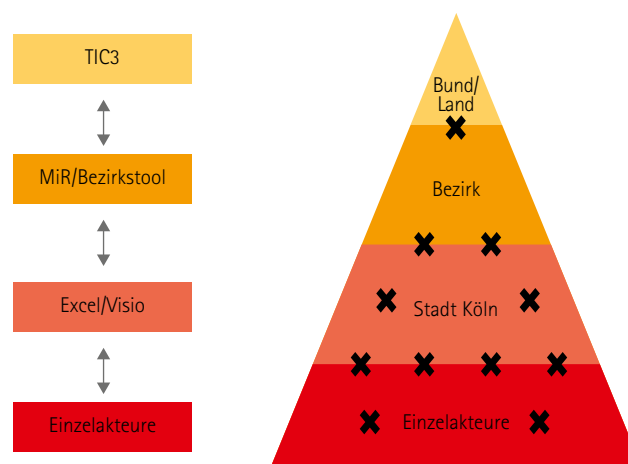 TIC3
MiR/Bezirkstool
Excel/Visio
Einzelakteure
Bund/
Land
Bezirk
Stadt Köln
Einzelakteure